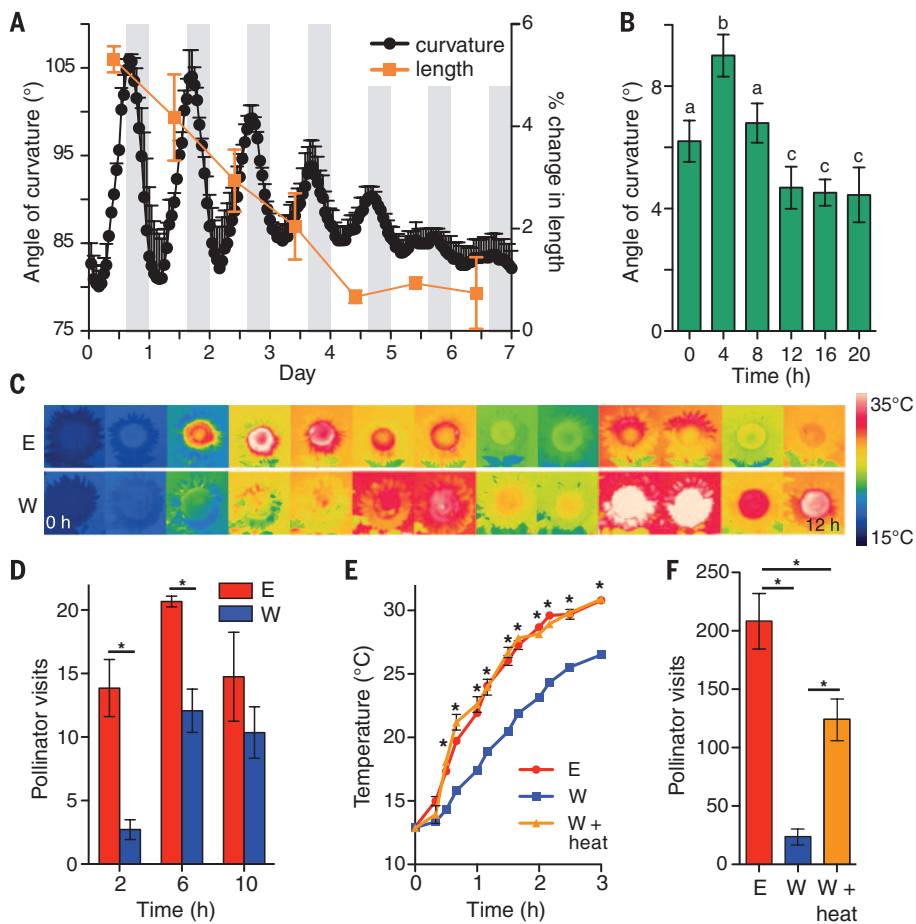 A
Angle of curvature (°)
105
95
85
75
0 1 2 3 4 5 6 7
Day
curvature
length
6
4
2
0
% change in length
B
Angle of curvature (°)
8
4
0
a
b
a
c
c
c
0 4 8 12 16 20
Time (h)
C
E
W
0 h
12 h
35°C
15°C
D
Pollinator visits
20
15
10
5
0
*
*
E
W
2 6 10
Time (h)
E
Temperature (°C)
30
25
20
15
10
* * * * * * * * * *
E
W
W +
heat
0 1 2 3
Time (h)
F
Pollinator visits
250
200
150
100
50
0
*
*
*
E W W +
heat